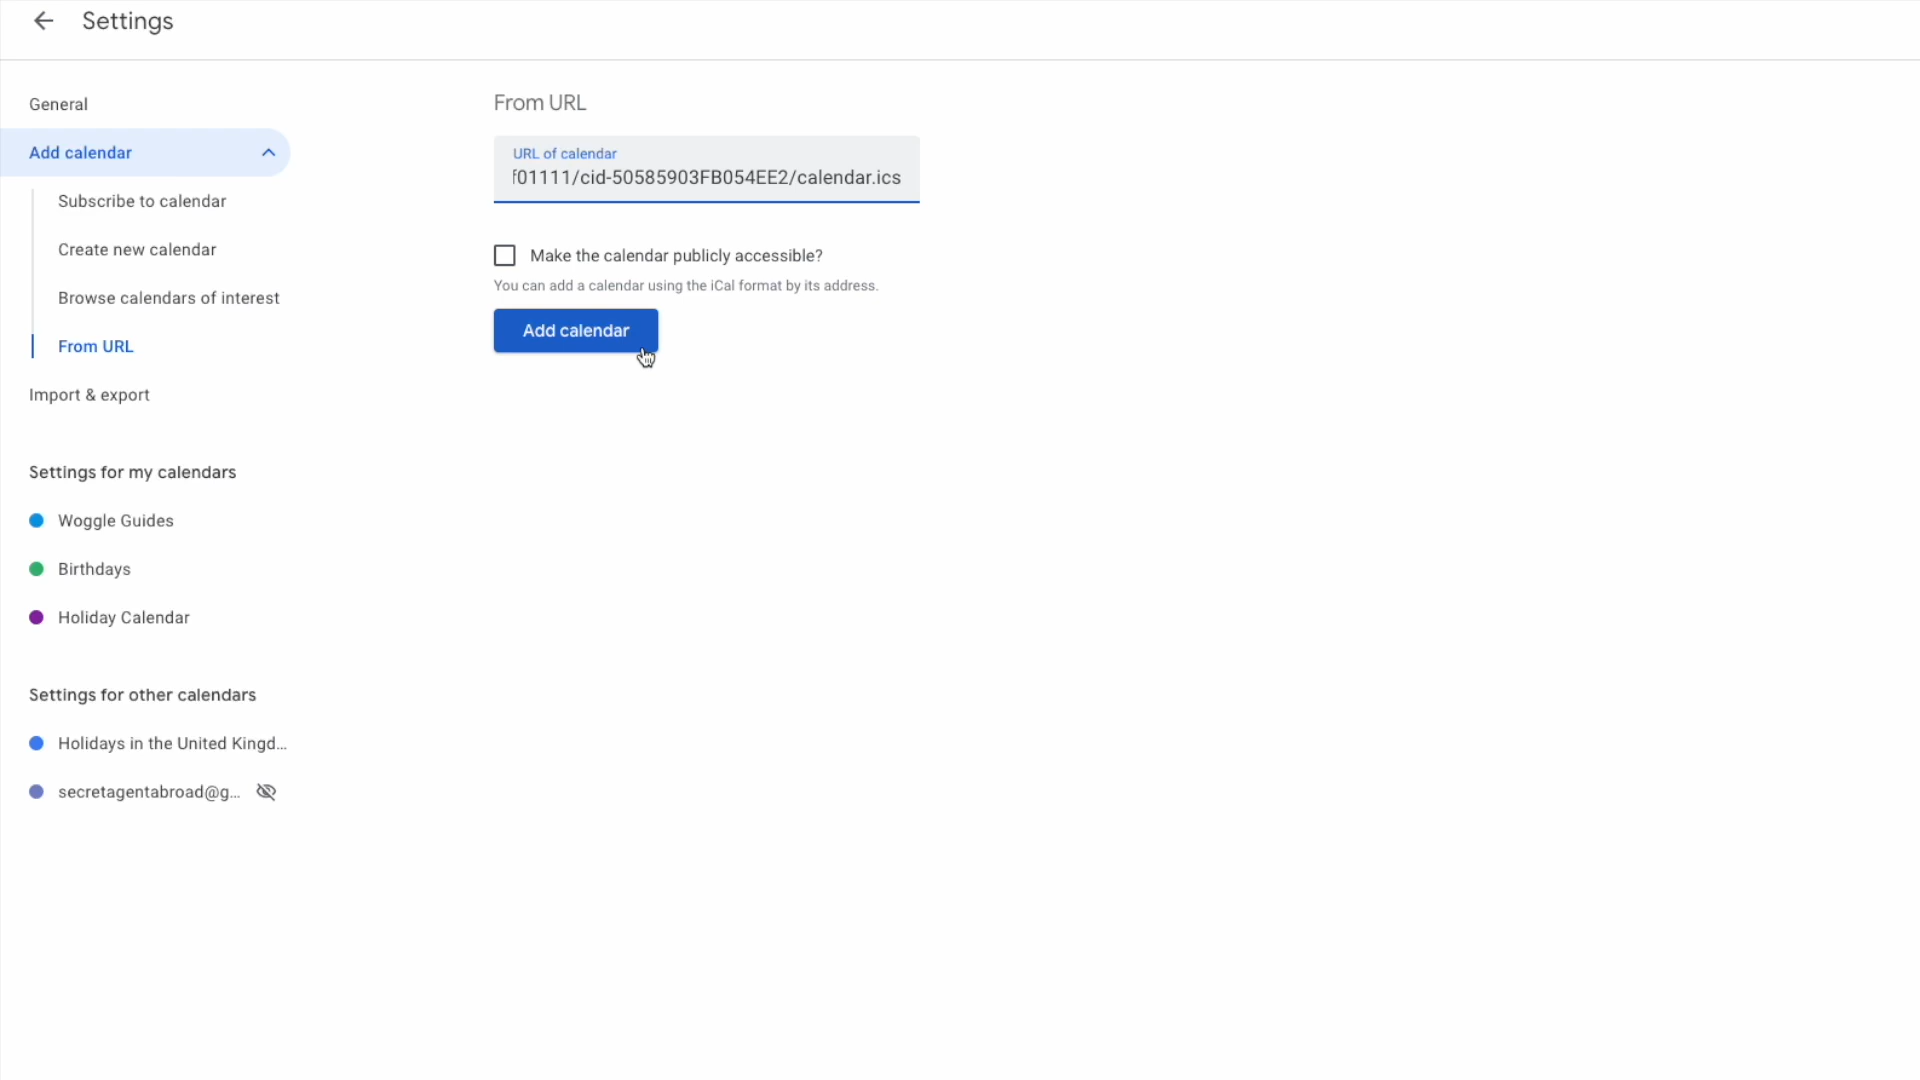 Settings
General
Add calendar
Subscribe to calendar
Create new calendar
Browse calendars of interest
From URL
Import & export
Settings for my calendars
Woggle Guides
Birthdays
Holiday Calendar
Settings for other calendars
Holidays in the United Kingd...
secretagentabroad@g...
From URL
URL of calendar
f01111/cid-50585903FB054EE2/calendar.ics
Make the calendar publicly accessible?
You can add a calendar using the iCal format by its address.
Add calendar